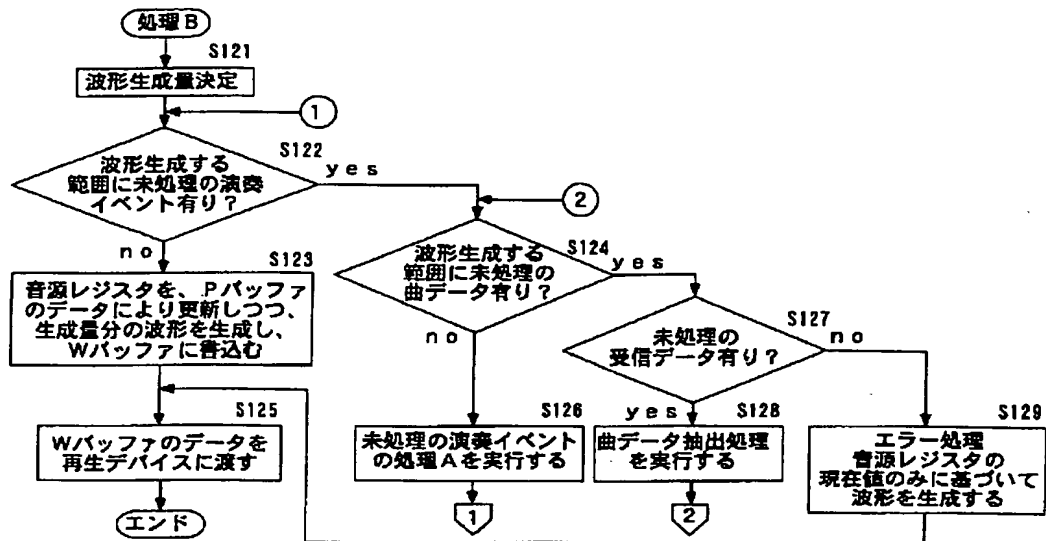 処理B
S121
波形生成量決定
1
S122
波形生成する
範囲に未処理の演奏
イベント有り?
yes
no
2
S124
波形生成する
範囲に未処理の
曲データ有り?
yes
no
S123
音源レジスタを、Pバッファ
のデータにより更新しつつ、
生成量分の波形を生成し、
Wバッファに書込む
S127
未処理の
受信データ有り?
no
yes
S125
Wバッファのデータを
再生デバイスに渡す
エンド
S126
未処理の演奏イベント
の処理Aを実行する
1
S128
曲データ抽出処理
を実行する
2
S129
エラー処理
音源レジスタの
現在値のみに基づいて
波形を生成する